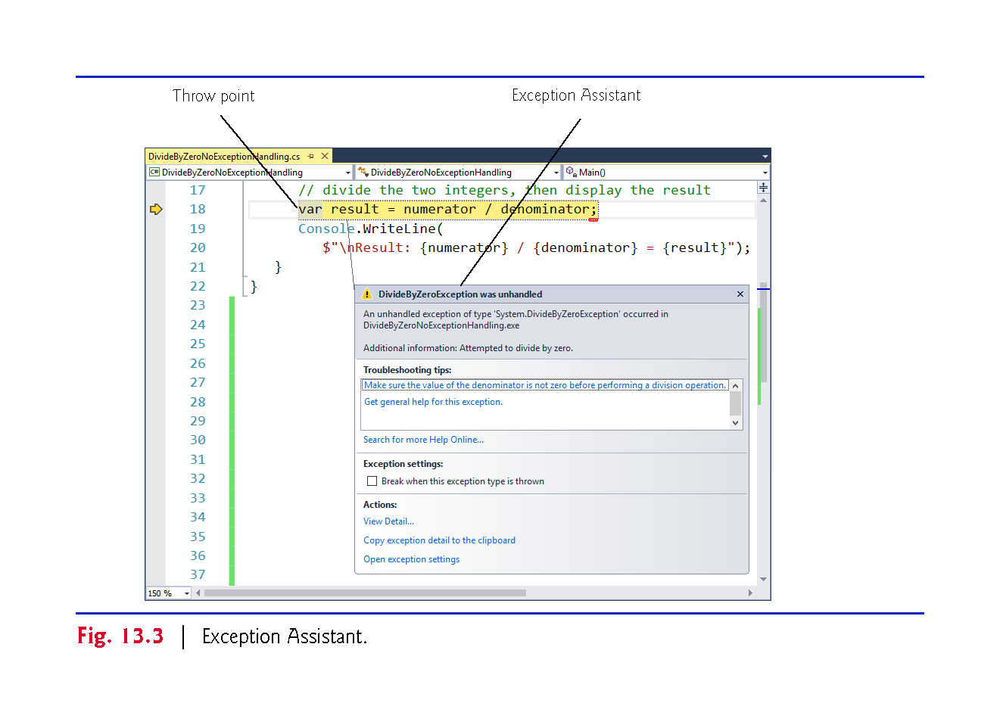 Throw point
Exception Assistant
DivideByZeroNoExceptionHandling.cs
C# DivideByZeroNoExceptionHandling
DivideByZeroNoExceptionHandling
Main()
17 // divide the two integers, then display the result
18 var result = numerator / denominator;
19 Console.WriteLine(
20 $"\nResult: {numerator} / {denominator} = {result}");
21 }
22 }
23
24
25
26
27
28
29
30
31
32
33
34
35
36
37
DivideByZeroException was unhandled
An unhandled exception of type 'System.DivideByZeroException' occurred in
DivideByZeroNoExceptionHandling.exe
Additional information: Attempted to divide by zero.
Troubleshooting tips:
Make sure the value of the denominator is not zero before performing a division operation.
Get general help for this exception.
Search for more Help Online...
Exception settings:
Break when this exception type is thrown
Actions:
View Detail...
Copy exception detail to the clipboard
Open exception settings
150 %
Fig. 13.3 | Exception Assistant.